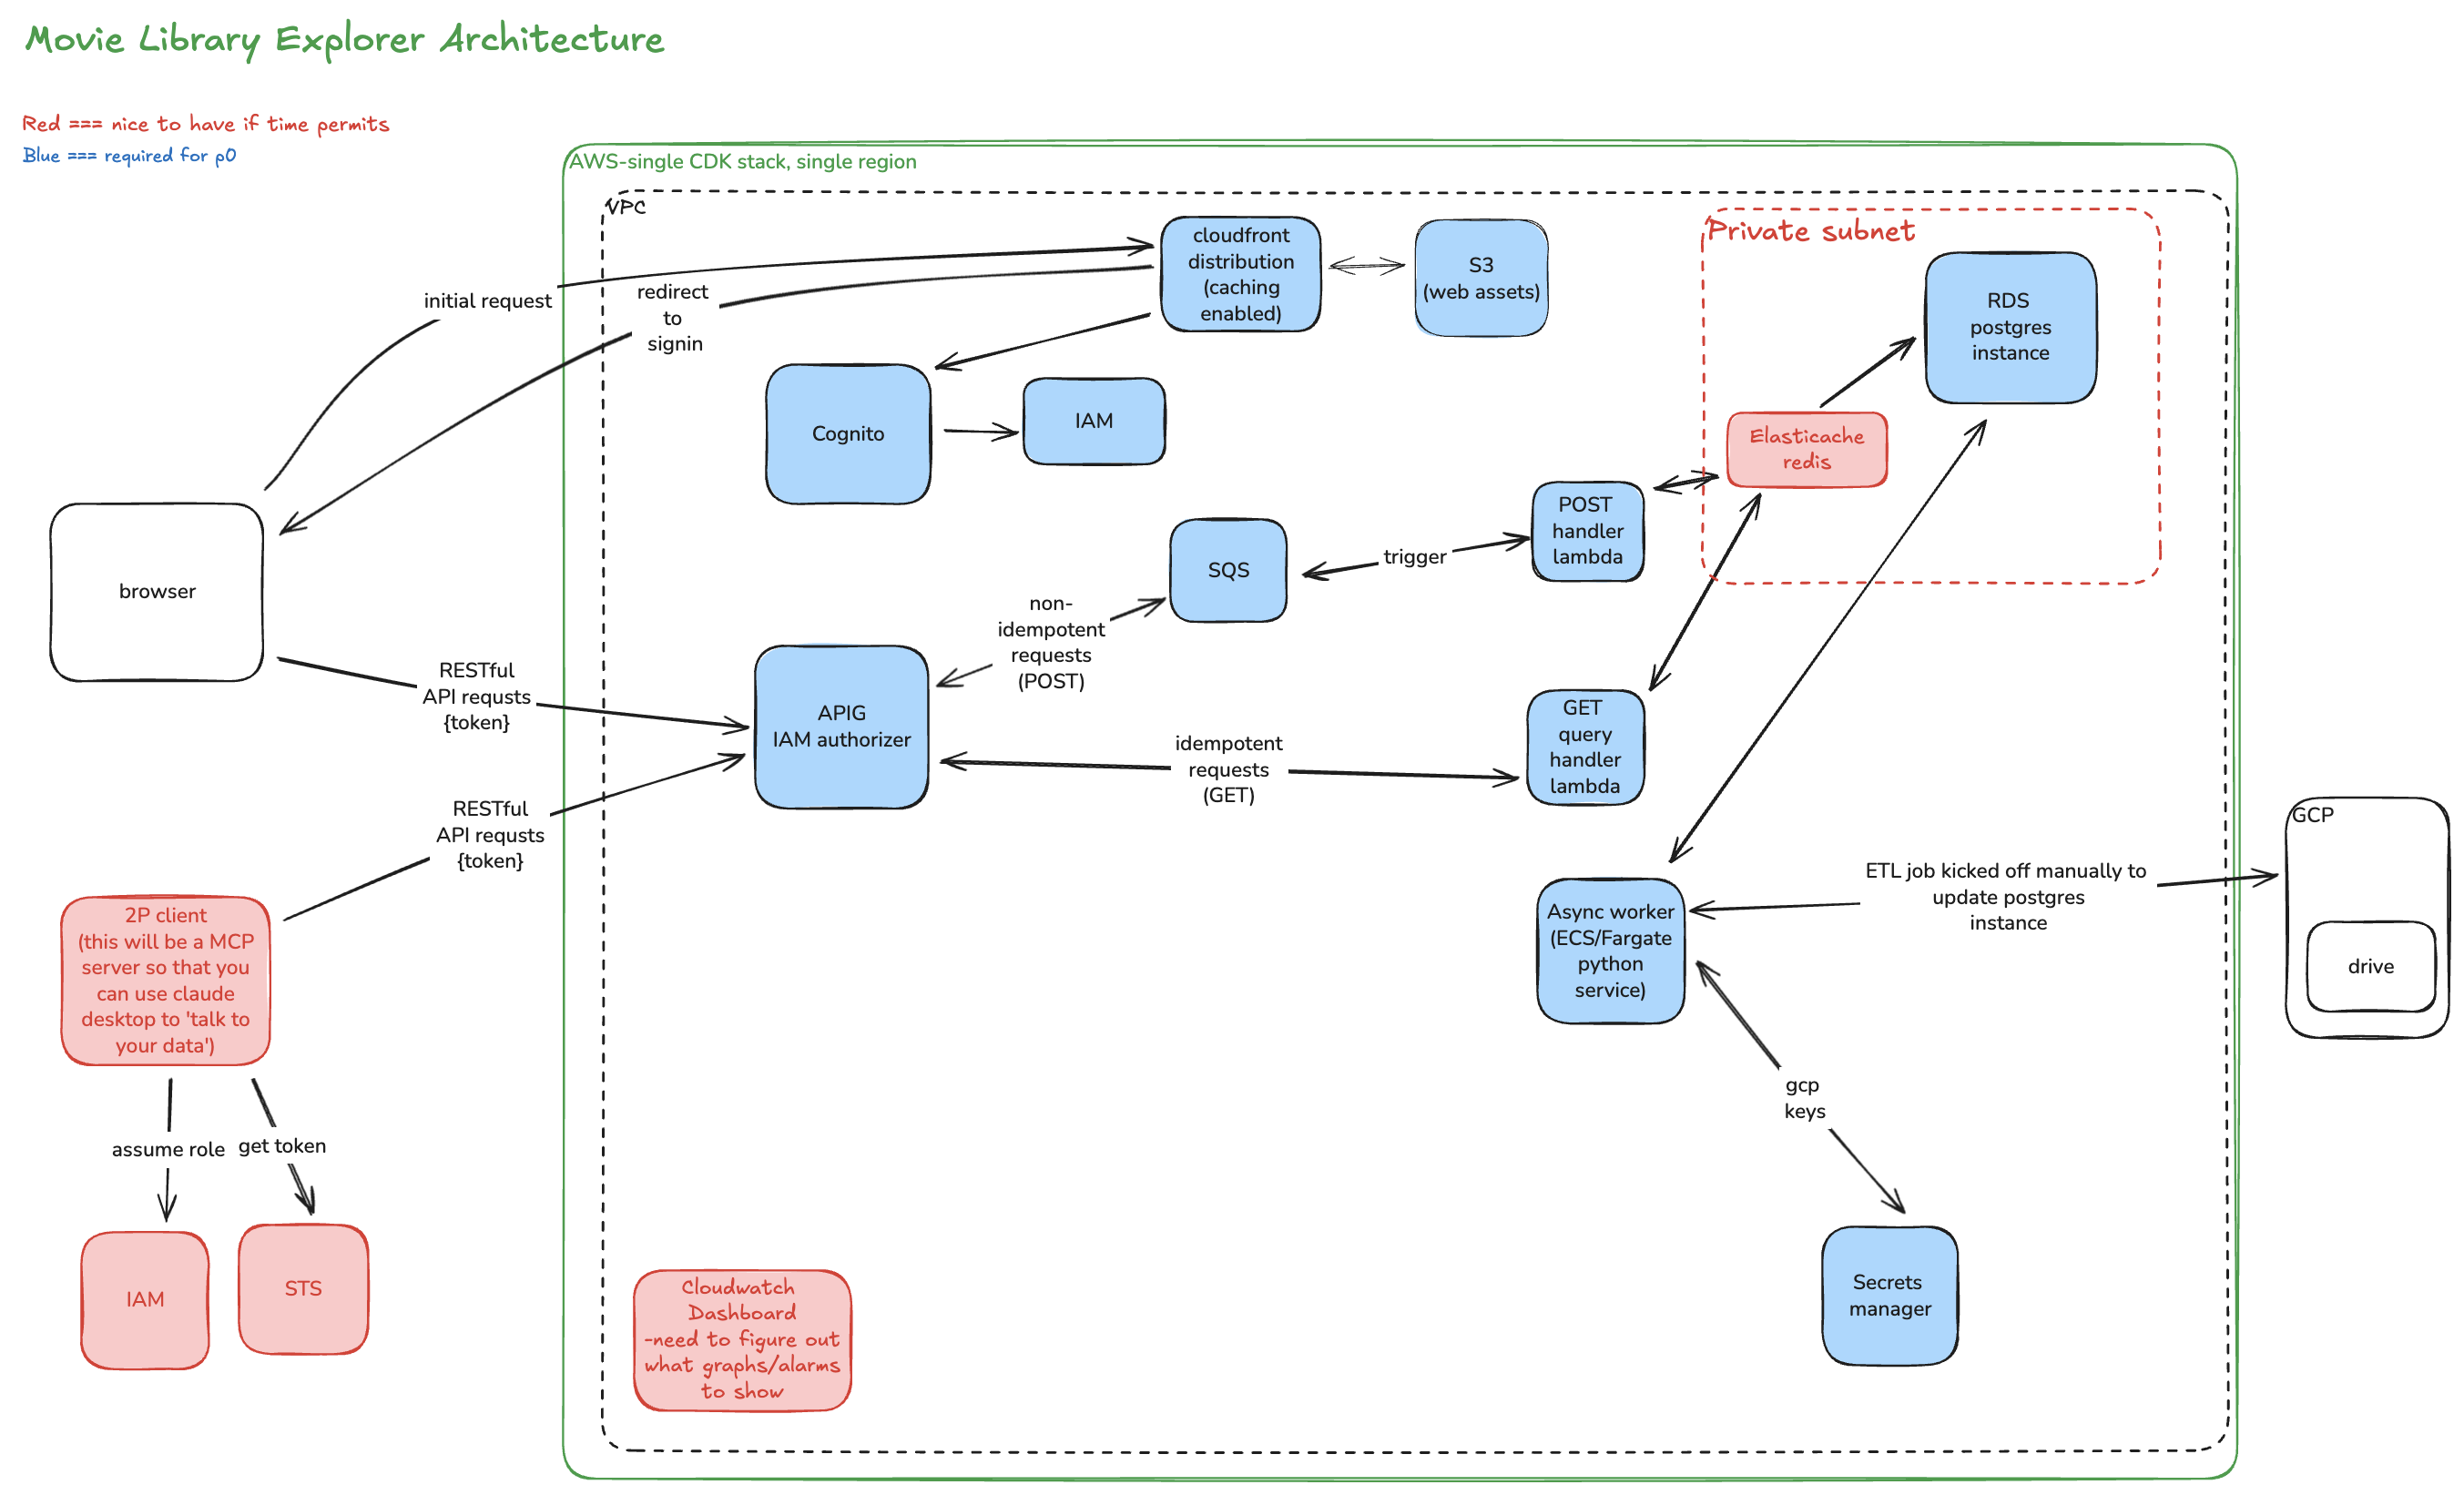 Movie Library Explorer Architecture
Red === nice to have if time permits
Blue === required for p0
AWS-single CDK stack, single region
VPC
cloudfront
distribution
(caching
enabled)
S3
(web assets)
Private subnet
RDS
postgres
instance
initial request
redirect
to
signin
Cognito
IAM
Elasticache
redis
POST
handler
lambda
browser
SQS
trigger
non-
idempotent
requests
(POST)
RESTful
API requsts
{token}
APIG
IAM authorizer
GET
query
handler
lambda
idempotent
requests
(GET)
RESTful
API requsts
{token}
GCP
drive
ETL job kicked off manually to
update postgres
instance
Async worker
(ECS/Fargate
python
service)
2P client
(this will be a MCP
server so that you
can use claude
desktop to 'talk to
your data')
gcp
keys
assume role
get token
IAM
STS
Secrets
manager
Cloudwatch
Dashboard
-need to figure out
what graphs/alarms
to show